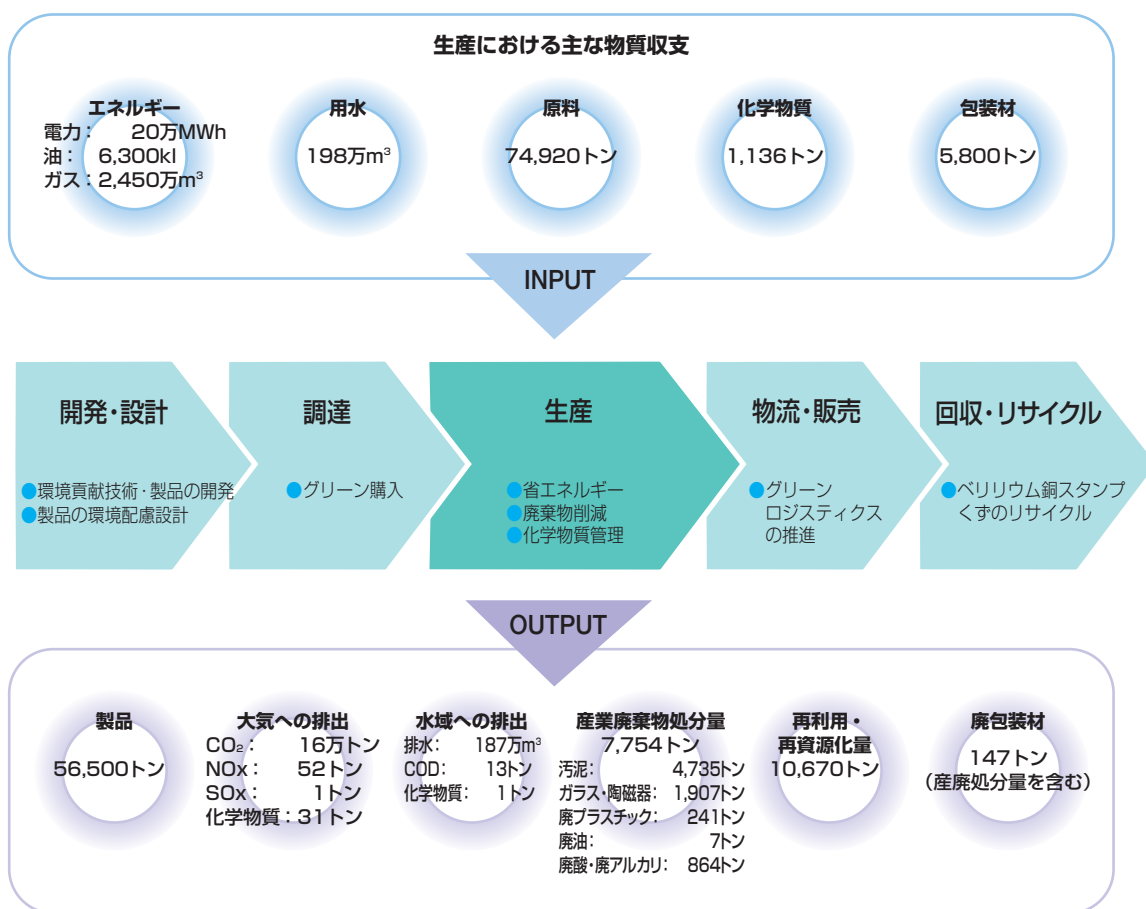 生産における主な物質収支
エネルギー
電力： 20万MWh
油： 6,300kl
ガス：2,450万m³
用水
198万m³
原料
74,920トン
化学物質
1,136トン
包装材
5,800トン
INPUT
開発・設計
●環境貢献技術・製品の開発
●製品の環境配慮設計
調達
●グリーン購入
生産
●省エネルギー
●廃棄物削減
●化学物質管理
物流・販売
●グリーン
ロジスティクス
の推進
回収・リサイクル
●ベリリウム銅スタンプ
くずのリサイクル
OUTPUT
製品
56,500トン
大気への排出
CO₂： 16万トン
NOx： 52トン
SOx： 1トン
化学物質：31トン
水域への排出
排水： 187万m³
COD： 13トン
化学物質： 1トン
産業廃棄物処分量
7,754トン
汚泥： 4,735トン
ガラス・陶磁器： 1,907トン
廃プラスチック： 241トン
廃油： 7トン
廃酸・廃アルカリ： 864トン
再利用・
再資源化量
10,670トン
廃包装材
147トン
（産廃処分量を含む）